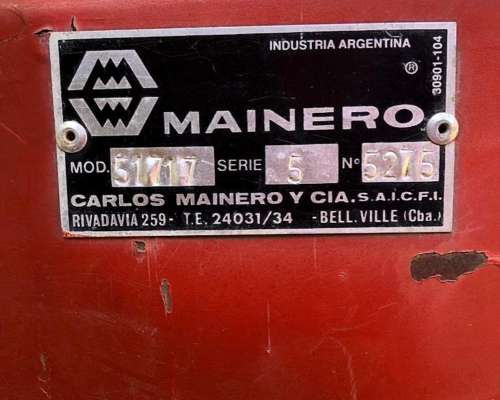 INDUSTRIA ARGENTINA
®
30901-104
MAINERO
MOD. 51717 SERIE 5 Nº 5275
CARLOS MAINERO Y CIA. S.A.I.C.F.I.
RIVADAVIA 259- T.E. 24031/34 -BELL. VILLE (Cba.)